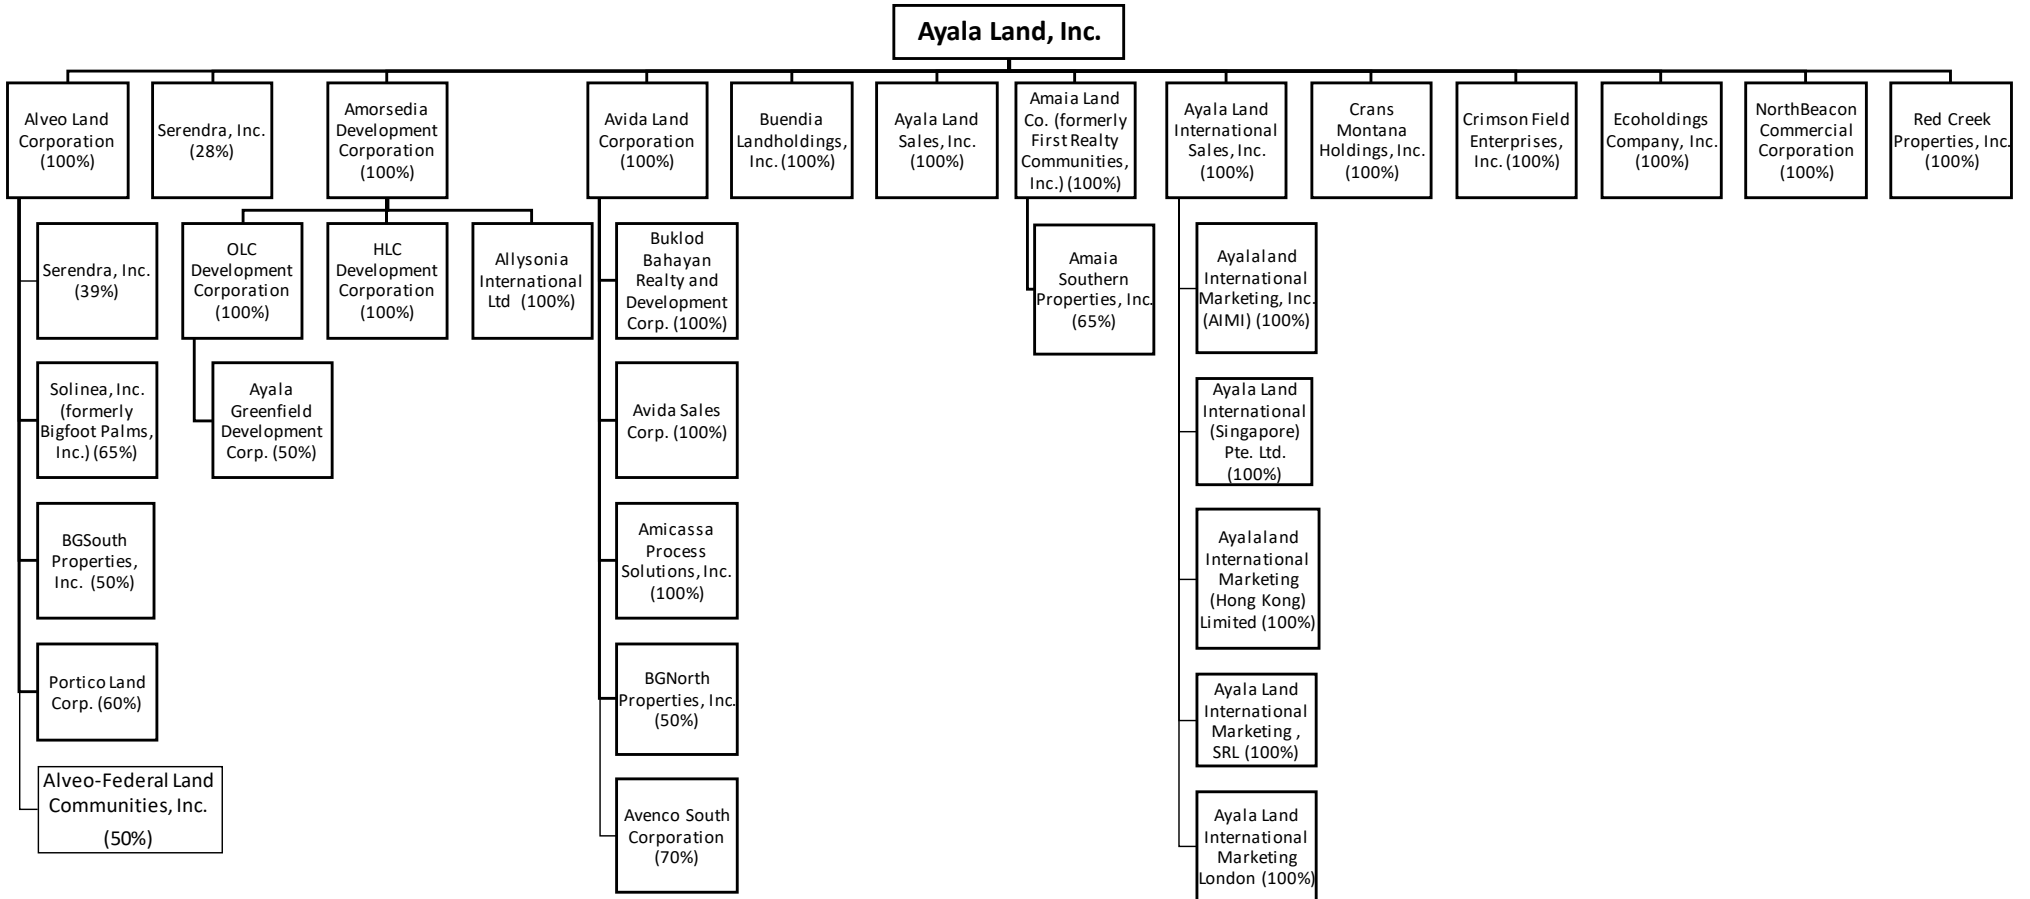 Ayala Land, Inc.
Alveo Land
Corporation
(100%)
Serendra, Inc.
(28%)
Amorsedia
Development
Corporation
(100%)
Avida Land
Corporation
(100%)
Buendia
Landholdings,
Inc. (100%)
Ayala Land
Sales, Inc.
(100%)
Amaia Land
Co. (formerly
First Realty
Communities,
Inc.) (100%)
Ayala Land
International
Sales, Inc.
(100%)
Crans
Montana
Holdings, Inc.
(100%)
Crimson Field
Enterprises,
Inc. (100%)
Ecoholdings
Company, Inc.
(100%)
NorthBeacon
Commercial
Corporation
(100%)
Red Creek
Properties, Inc.
(100%)
Serendra, Inc.
(39%)
Solinea, Inc.
(formerly
Bigfoot Palms,
Inc.) (65%)
BGSouth
Properties,
Inc. (50%)
Portico Land
Corp. (60%)
Alveo-Federal Land
Communities, Inc.
(50%)
OLC
Development
Corporation
(100%)
Ayala
Greenfield
Development
Corp. (50%)
HLC
Development
Corporation
(100%)
Allysonia
International
Ltd (100%)
Buklod
Bahayan
Realty and
Development
Corp. (100%)
Avida Sales
Corp. (100%)
Amicassa
Process
Solutions, Inc.
(100%)
BGNorth
Properties, Inc.
(50%)
Avenco South
Corporation
(70%)
Amaia
Southern
Properties, Inc.
(65%)
Ayalaland
International
Marketing, Inc.
(AIMI) (100%)
Ayala Land
International
(Singapore)
Pte. Ltd.
(100%)
Ayalaland
International
Marketing
(Hong Kong)
Limited (100%)
Ayala Land
International
Marketing ,
SRL (100%)
Ayala Land
International
Marketing
London (100%)